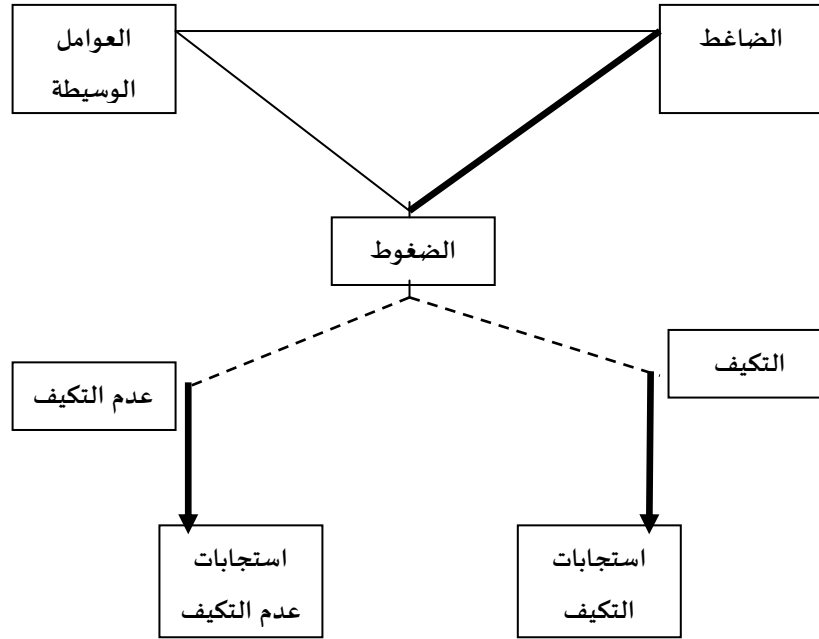 الضاغط
العوامل
الوسيطة
الضغوط
التكيف
عدم التكيف
استجابات
التكيف
استجابات
عدم التكيف